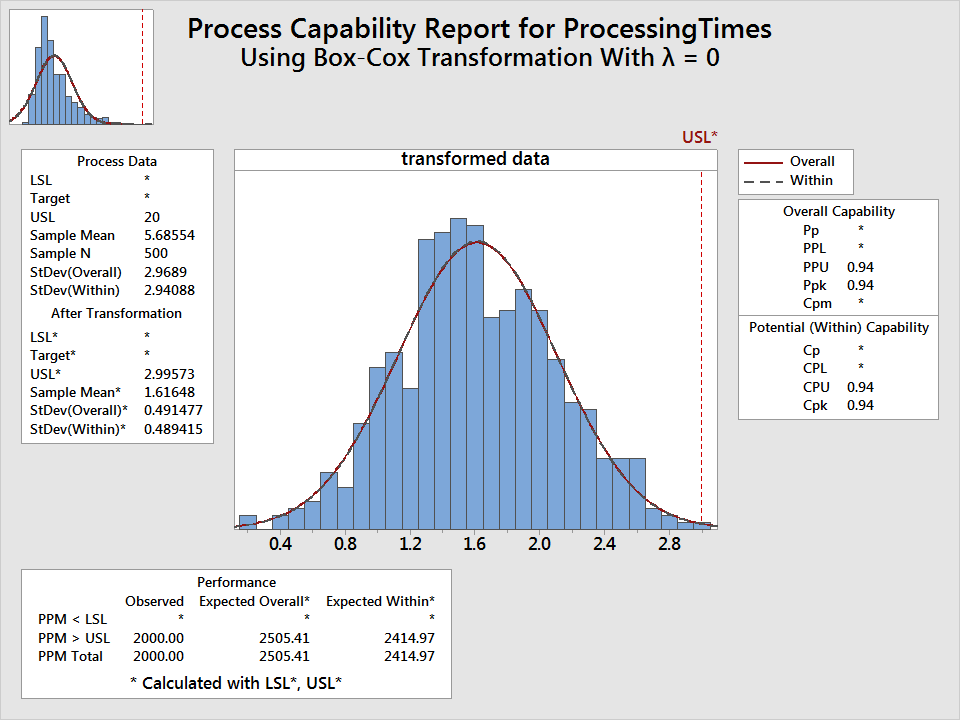 Process Capability Report for ProcessingTimes
Using Box-Cox Transformation With λ = 0
USL*
transformed data
Process Data
LSL *
Target *
USL 20
Sample Mean 5.68554
Sample N 500
StDev(Overall) 2.9689
StDev(Within) 2.94088
After Transformation
LSL* *
Target* *
USL* 2.99573
Sample Mean* 1.61648
StDev(Overall)* 0.491477
StDev(Within)* 0.489415
Overall
Within
Overall Capability
Pp *
PPL *
PPU 0.94
Ppk 0.94
Cpm *
Potential (Within) Capability
Cp *
CPL *
CPU 0.94
Cpk 0.94
0.4 0.8 1.2 1.6 2.0 2.4 2.8
Performance
Observed Expected Overall* Expected Within*
PPM < LSL * * *
PPM > USL 2000.00 2505.41 2414.97
PPM Total 2000.00 2505.41 2414.97
* Calculated with LSL*, USL*